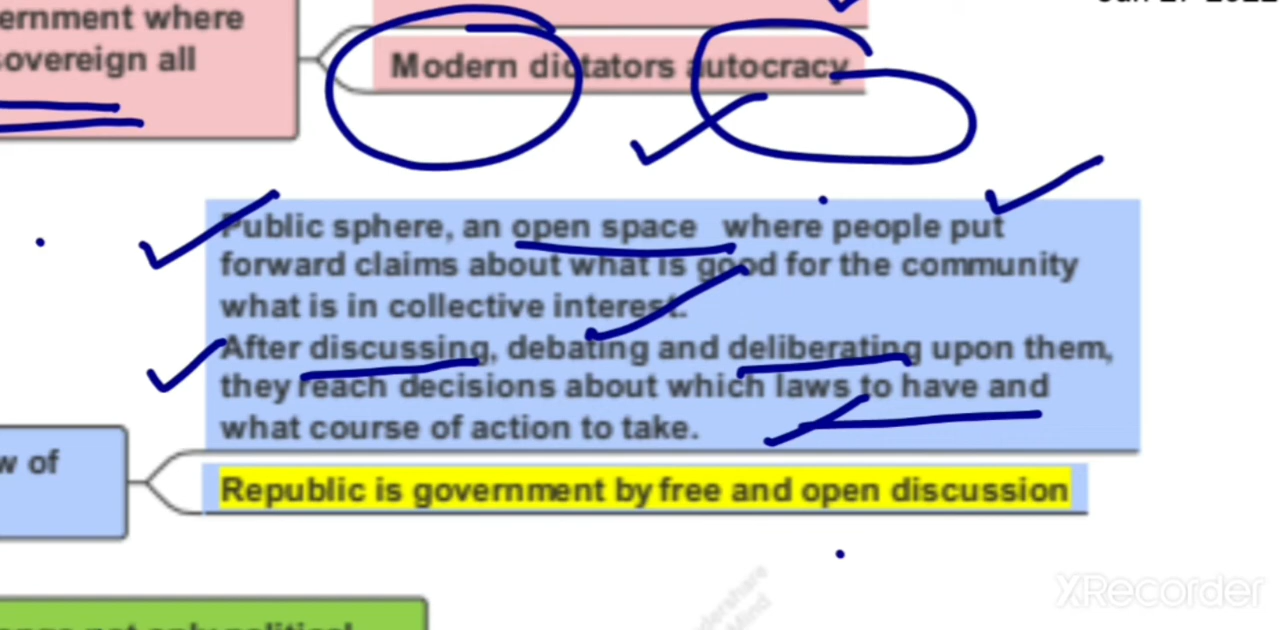 ernment where
sovereign all
Modern dictators autocracy
Public sphere, an open space where people put
forward claims about what is good for the community
what is in collective interest.
After discussing, debating and deliberating upon them,
they reach decisions about which laws to have and
what course of action to take.
w of
Republic is government by free and open discussion
XRecorder